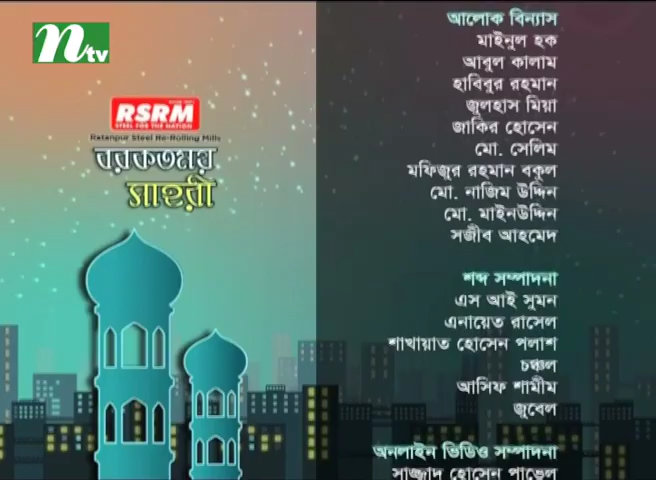 ntv
RSRM
STEEL FOR THE NATION
Ratanpur Steel Re-Rolling Mills
বরকতময়
সাহরী
আলোক বিন্যাস
মাইনুল হক
আবুল কালাম
হাবিবুর রহমান
জুলহাস মিয়া
জাকির হোসেন
মো. সেলিম
মফিজুর রহমান বকুল
মো. নাজিম উদ্দিন
মো. মাইনউদ্দিন
সজীব আহমেদ
শব্দ সম্পাদনা
এস আই সুমন
এনায়েত রাসেল
শাখায়াত হোসেন পলাশ
চঞ্চল
আসিফ শামীম
জুবেল
অনলাইন ভিডিও সম্পাদনা
সাজ্জাদ হোসেন পাভেল